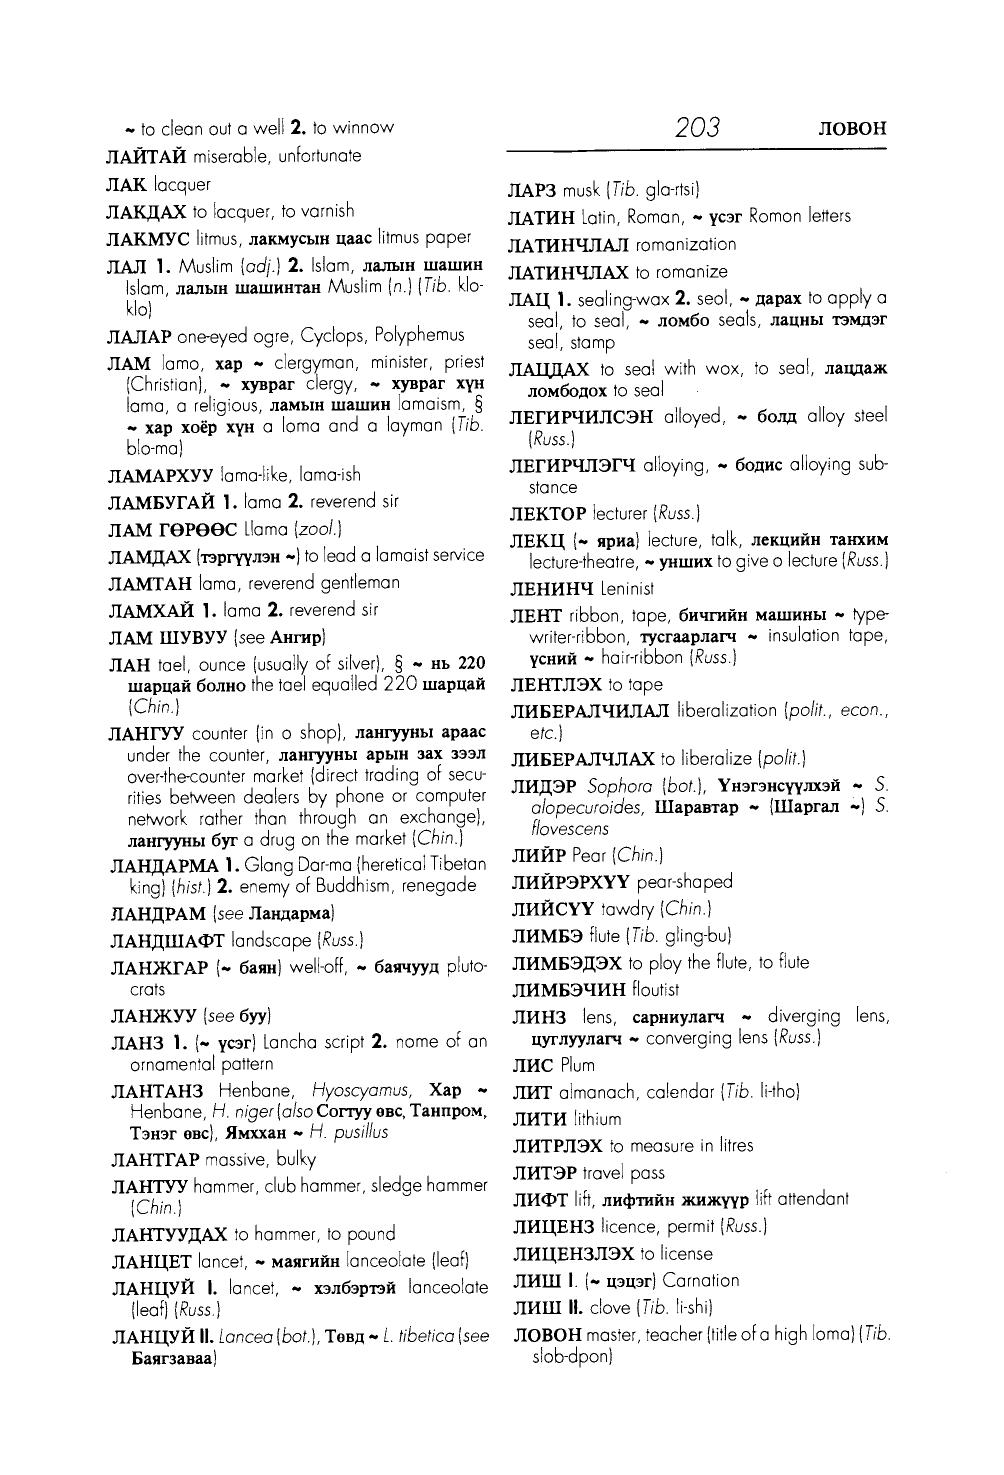 ~ to clean out a well 2. to winnow
ЛАЙТАЙ miserable, unfortunate
ЛАК lacquer
ЛАКДАХ to lacquer, to varnish
ЛАКМУС litmus, лакмусын цаас litmus paper
ЛАЛ 1. Muslim (adj.) 2. Islam, лалын шашин
Islam, лалын шашинтан Muslim (n.) (Tib. klo-
klo)
ЛАЛАР one-eyed ogre, Cyclops, Polyphemus
ЛАМ lama, хар ~ clergyman, minister, priest
(Christian), ~ хувраг clergy, ~ хувраг хүн
lama, a religious, ламын шашин lamaism, §
~ хар хоёр хүн a lama and a layman (Tib.
blo-ma)
ЛАМАРХУУ lama-like, lama-ish
ЛАМБУГАЙ 1. lama 2. reverend sir
ЛАМ ГӨРӨӨС Llama (zool.)
ЛАМДАХ (тэргүүлэн ~) to lead a lamaist service
ЛАМТАН lama, reverend gentleman
ЛАМХАЙ 1. lama 2. reverend sir
ЛАМ ШУВУУ (see Ангир)
ЛАН tael, ounce (usually of silver), § ~ нь 220
шарцай болно the tael equalled 220 шарцай
(Chin.)
ЛАНГУУ counter (in a shop), лангууны араас
under the counter, лангууны арын зах зээл
over-the-counter market (direct trading of secu-
rities between dealers by phone or computer
network rather than through an exchange),
лангууны буг a drug on the market (Chin.)
ЛАНДАРМА 1. Glang Dar-ma (heretical Tibetan
king) (hist.) 2. enemy of Buddhism, renegade
ЛАНДРАМ (see Ландарма)
ЛАНДШАФТ landscape (Russ.)
ЛАНЖГАР (~ баян) well-off, ~ баячууд pluto-
crats
ЛАНЖУУ (see буу)
ЛАНЗ 1. (~ үсэг) Lancha script 2. name of an
ornamental pattern
ЛАНТАНЗ Henbane, Hyoscyamus, Хар ~
Henbane, H. niger (also Согтуу өвс, Танпром,
Тэнэг өвс), Ямххан ~ H. pusillus
ЛАНТГАР massive, bulky
ЛАНТУУ hammer, club hammer, sledge hammer
(Chin.)
ЛАНТУУДАХ to hammer, to pound
ЛАНЦЕТ lancet, ~ маягийн lanceolate (leaf)
ЛАНЦУЙ I. lancet, ~ хэлбэртэй lanceolate
(leaf) (Russ.)
ЛАНЦУЙ II. Lancea (bot.), Төвд ~ L. tibetica (see
Баягзаваа)
203 ЛОВОН
ЛАРЗ musk (Tib. gla-rtsi)
ЛАТИН Latin, Roman, ~ үсэг Roman letters
ЛАТИНЧЛАЛ romanization
ЛАТИНЧЛАХ to romanize
ЛАЦ 1. sealing-wax 2. seal, ~ дарах to apply a
seal, to seal, ~ ломбо seals, лацны тэмдэг
seal, stamp
ЛАЦДАХ to seal with wax, to seal, лацдаж
ломбодох to seal
ЛЕГИРЧИЛСЭН alloyed, ~ болд alloy steel
(Russ.)
ЛЕГИРЧЛЭГЧ alloying, ~ бодис alloying sub-
stance
ЛЕКТОР lecturer (Russ.)
ЛЕКЦ (~ яриа) lecture, talk, лекцийн танхим
lecture-theatre, ~ унших to give a lecture (Russ.)
ЛЕНИНЧ Leninist
ЛЕНТ ribbon, tape, бичгийн машины ~ type-
writer-ribbon, тусгаарлагч ~ insulation tape,
үсний ~ hair-ribbon (Russ.)
ЛЕНТЛЭХ to tape
ЛИБЕРАЛЧИЛАЛ liberalization (polit., econ.,
etc.)
ЛИБЕРАЛЧЛАХ to liberalize (polit.)
ЛИДЭР Sophora (bot.), Үнэгэнсүүлхэй ~ S.
alopecuroides, Шаравтар ~ (Шаргал ~) S.
flavescens
ЛИЙР Pear (Chin.)
ЛИЙРЭРХҮҮ pear-shaped
ЛИЙСҮҮ tawdry (Chin.)
ЛИМБЭ flute (Tib. gling-bu)
ЛИМБЭДЭХ to play the flute, to flute
ЛИМБЭЧИН floutist
ЛИНЗ lens, сарниулагч ~ diverging lens,
цуглуулагч ~ converging lens (Russ.)
ЛИС Plum
ЛИТ almanach, calendar (Tib. li-tho)
ЛИТИ lithium
ЛИТРЛЭХ to measure in litres
ЛИТЭР travel pass
ЛИФТ lift, лифтийн жижүүр lift attendant
ЛИЦЕНЗ licence, permit (Russ.)
ЛИЦЕНЗЛЭХ to license
ЛИШ I. (~ цэцэг) Carnation
ЛИШ II. clove (Tib. li-shi)
ЛОВОН master, teacher (title of a high lama) (Tib.
slob-dpon)